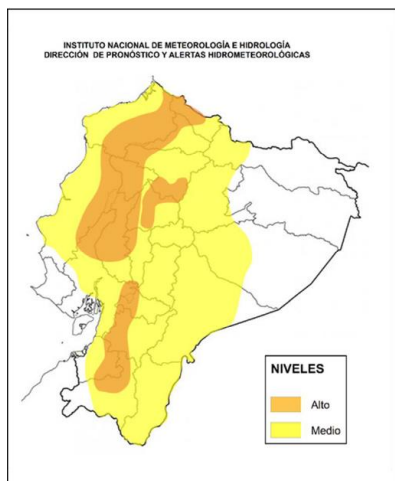 INSTITUTO NACIONAL DE METEOROLOGÍA E HIDROLOGÍA
DIRECCIÓN DE PRONÓSTICO Y ALERTAS HIDROMETEOROLÓGICAS
NIVELES
Alto
Medio